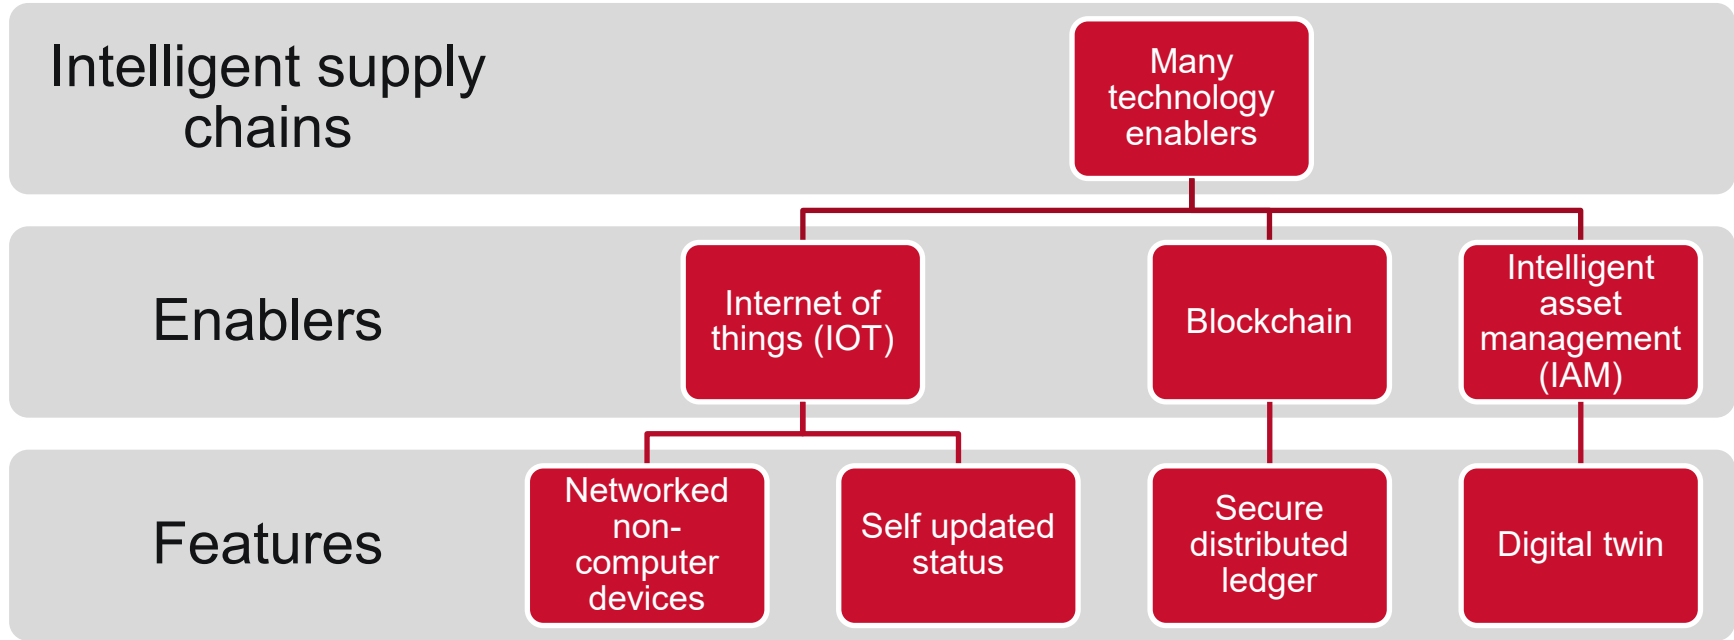 Intelligent supply
chains
Many
technology
enablers
Enablers
Internet of
things (IOT)
Blockchain
Intelligent
asset
management
(IAM)
Features
Networked
non-
computer
devices
Self updated
status
Secure
distributed
ledger
Digital twin